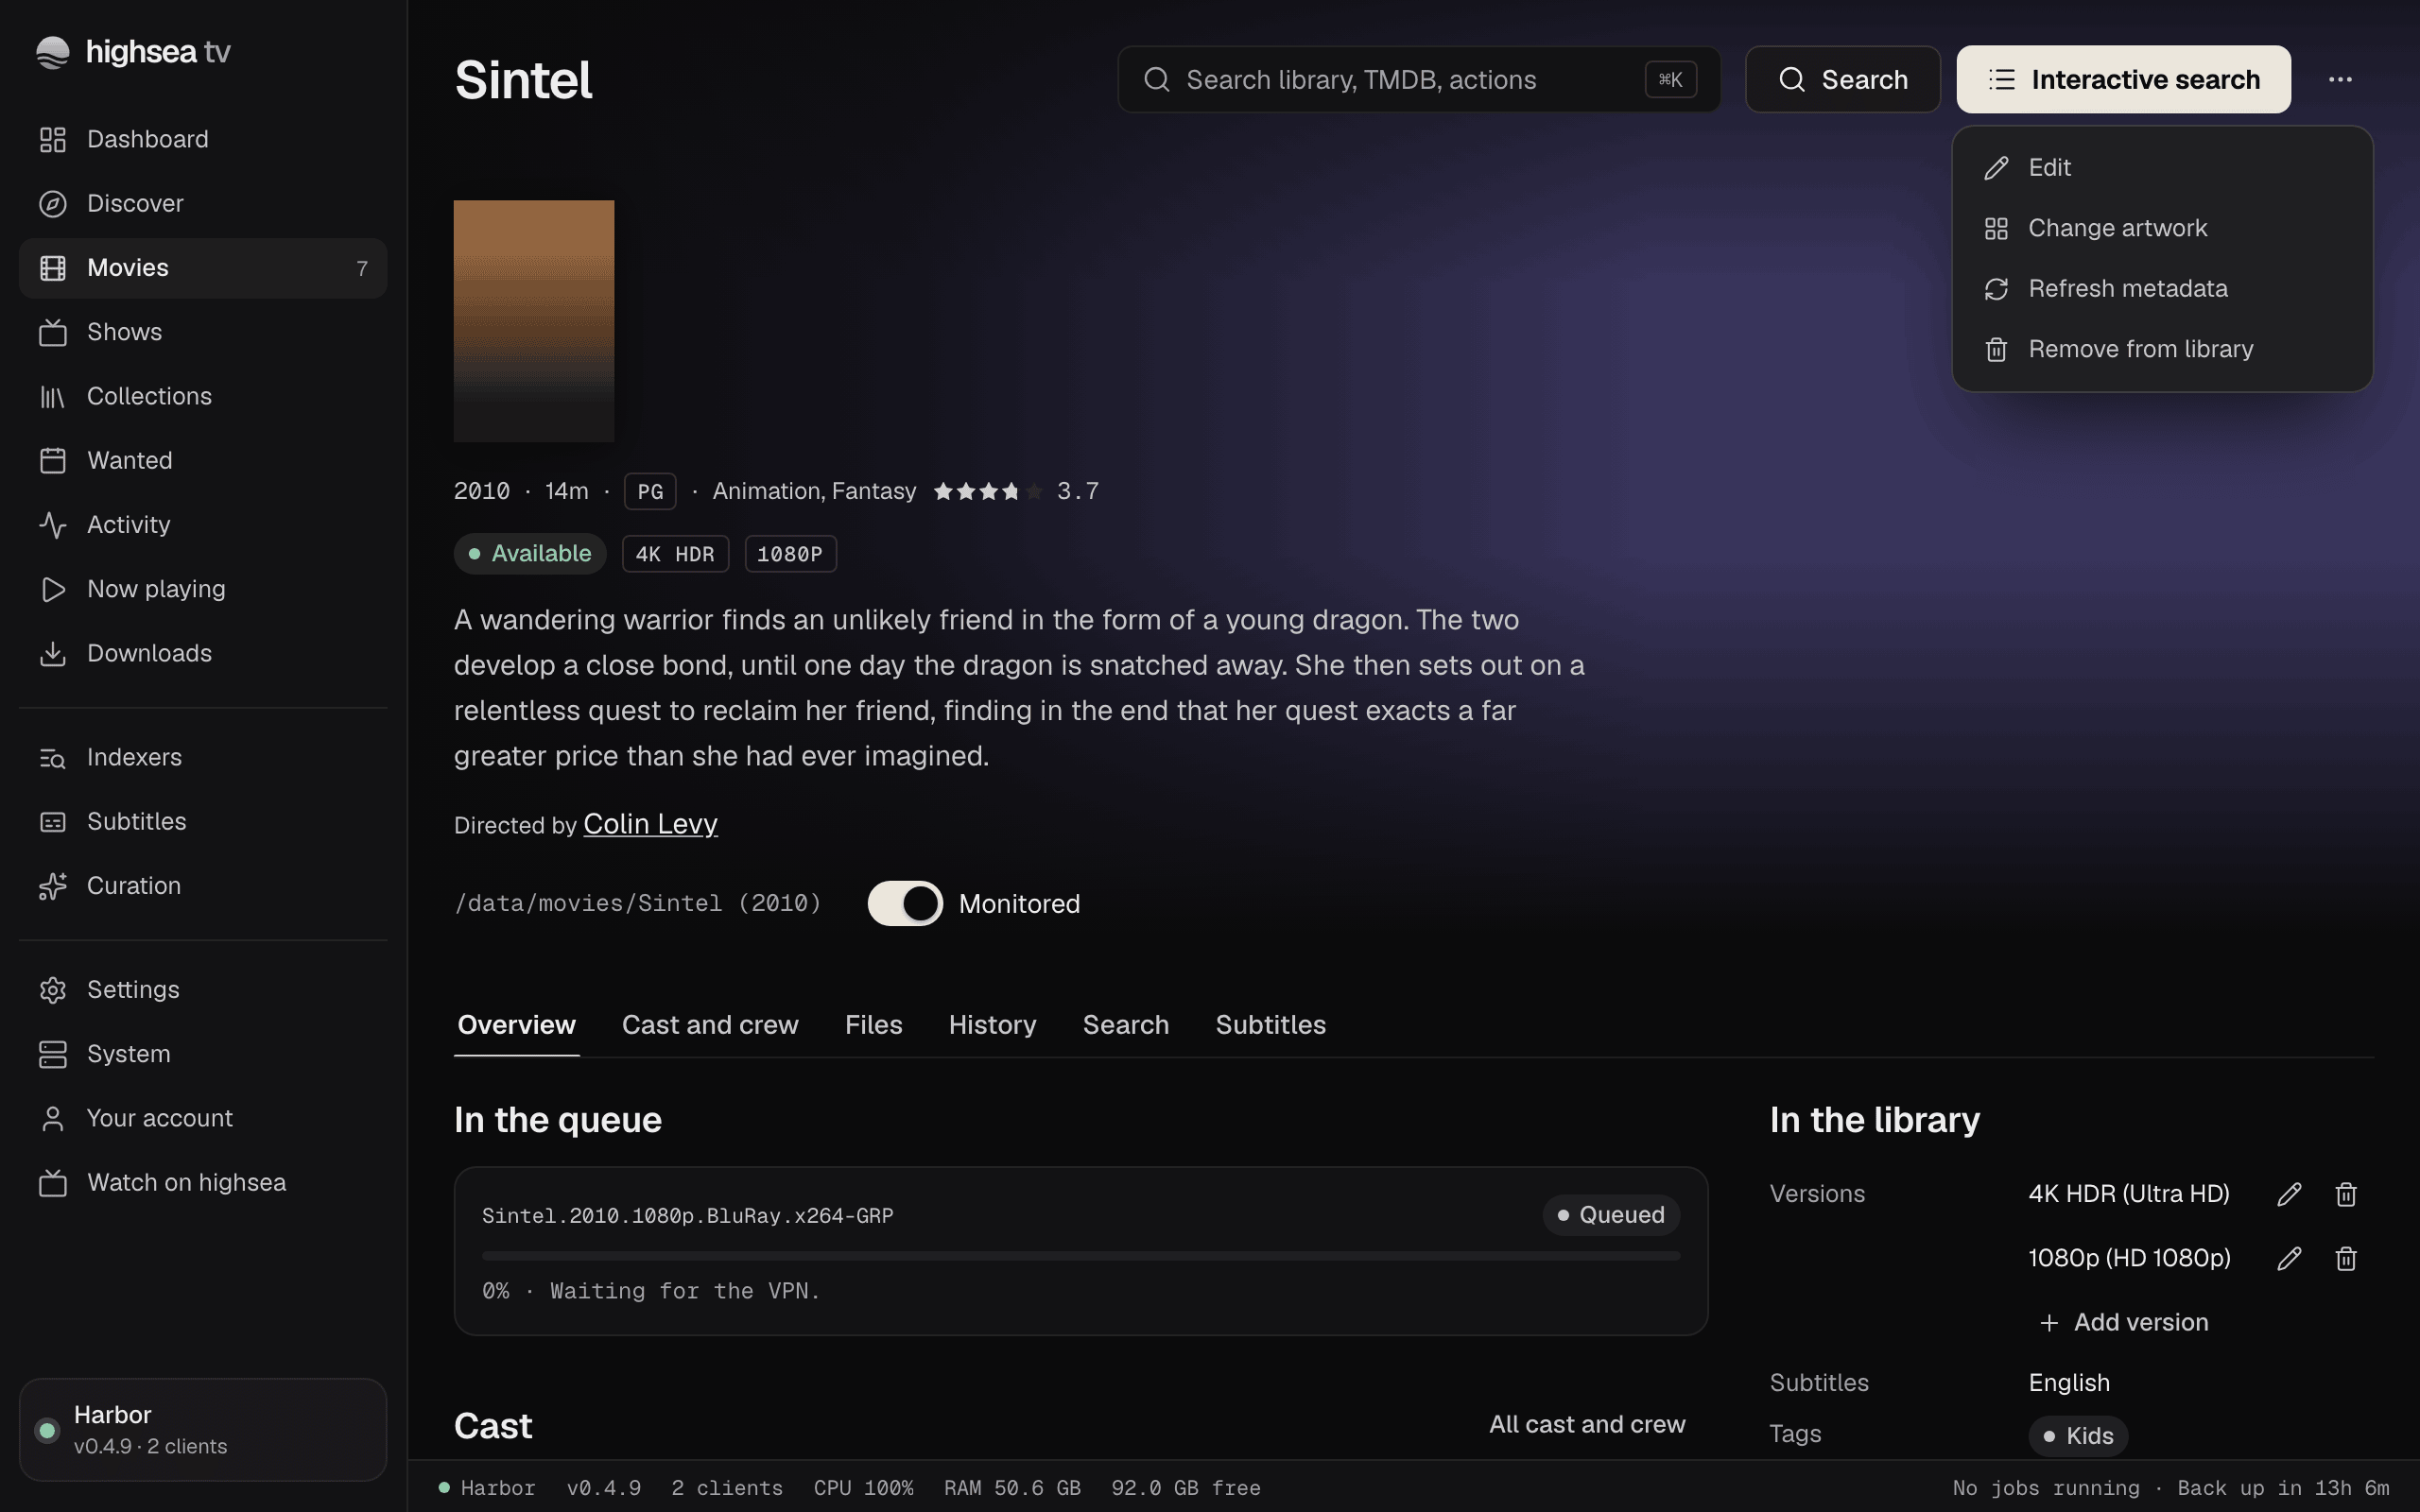 highsea tv
Dashboard
Discover
Movies 7
Shows
Collections
Wanted
Activity
Now playing
Downloads
Indexers
Subtitles
Curation
Settings
System
Your account
Watch on highsea
Harbor
v0.4.9 · 2 clients
Sintel
Search library, TMDB, actions ⌘K
Search
Interactive search
Edit
Change artwork
Refresh metadata
Remove from library
2010 · 14m · PG · Animation, Fantasy 3.7
Available 4K HDR 1080P
A wandering warrior finds an unlikely friend in the form of a young dragon. The two
develop a close bond, until one day the dragon is snatched away. She then sets out on a
relentless quest to reclaim her friend, finding in the end that her quest exacts a far
greater price than she had ever imagined.
Directed by Colin Levy
/data/movies/Sintel (2010) Monitored
Overview Cast and crew Files History Search Subtitles
In the queue
Sintel.2010.1080p.BluRay.x264-GRP Queued
0% · Waiting for the VPN.
Cast All cast and crew
In the library
Versions 4K HDR (Ultra HD)
1080p (HD 1080p)
Add version
Subtitles English
Tags Kids
Harbor v0.4.9 2 clients CPU 100% RAM 50.6 GB 92.0 GB free
No jobs running · Back up in 13h 6m